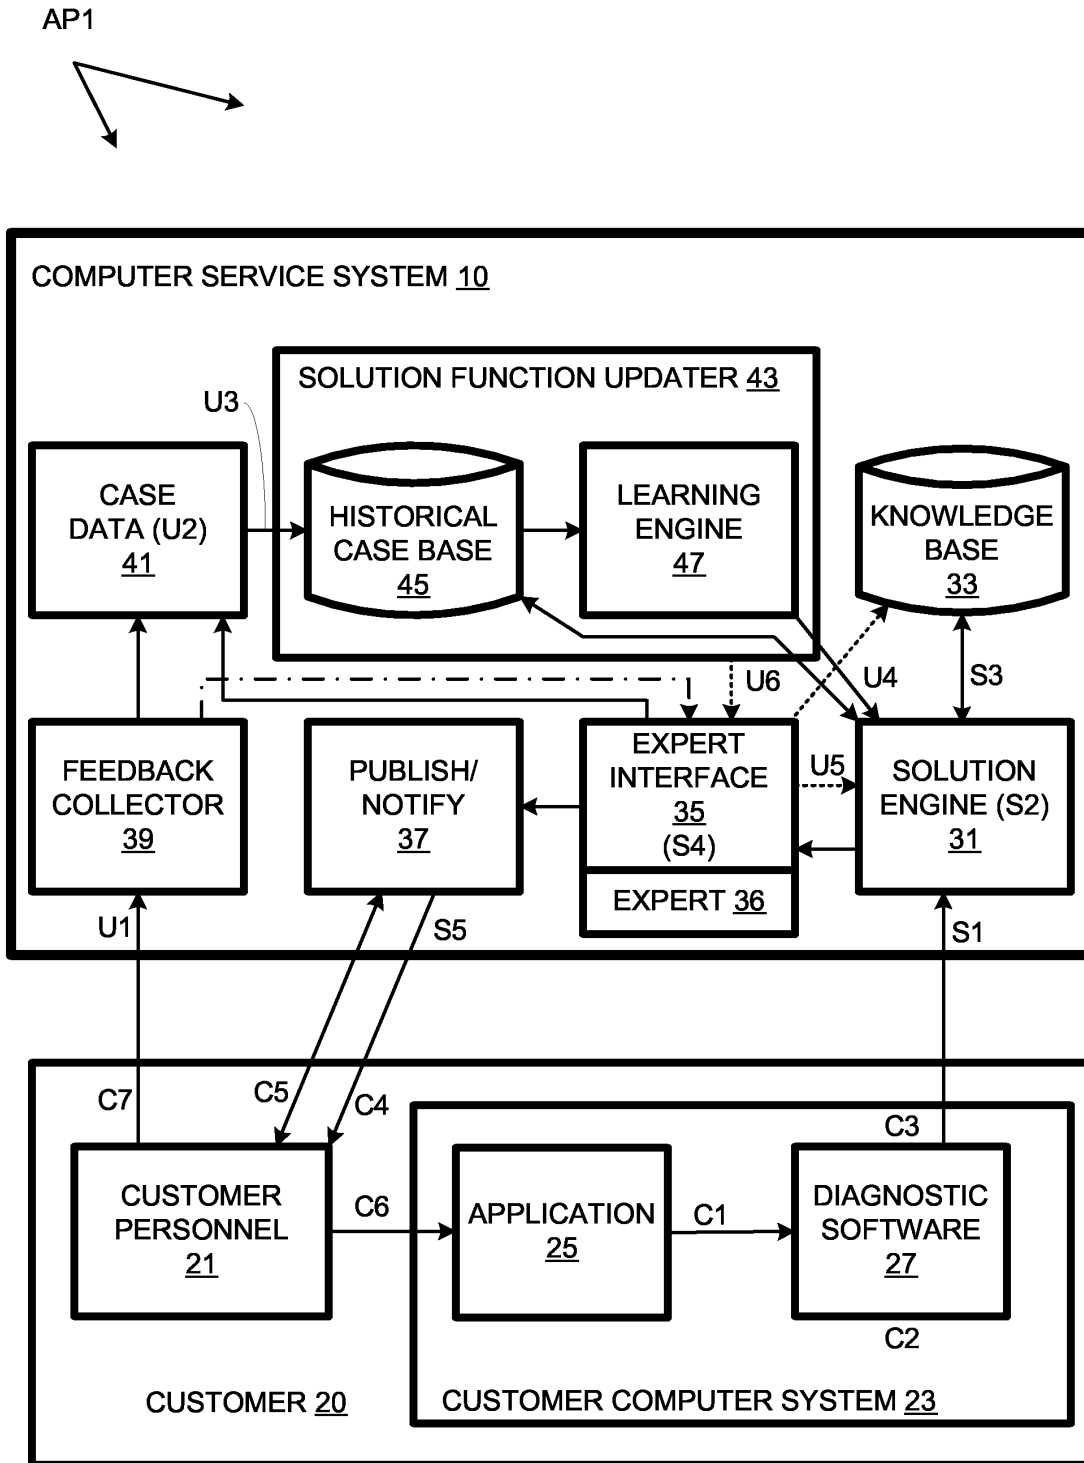 AP1
COMPUTER SERVICE SYSTEM 10
SOLUTION FUNCTION UPDATER 43
U3
CASE
DATA (U2)
41
HISTORICAL
CASE BASE
45
LEARNING
ENGINE
47
KNOWLEDGE
BASE
33
U6
U4
S3
FEEDBACK
COLLECTOR
39
PUBLISH/
NOTIFY
37
EXPERT
INTERFACE
35
(S4)
EXPERT 36
U5
SOLUTION
ENGINE (S2)
31
U1
S5
S1
C7
C5
C4
C3
CUSTOMER
PERSONNEL
21
C6
APPLICATION
25
C1
DIAGNOSTIC
SOFTWARE
27
C2
CUSTOMER 20
CUSTOMER COMPUTER SYSTEM 23